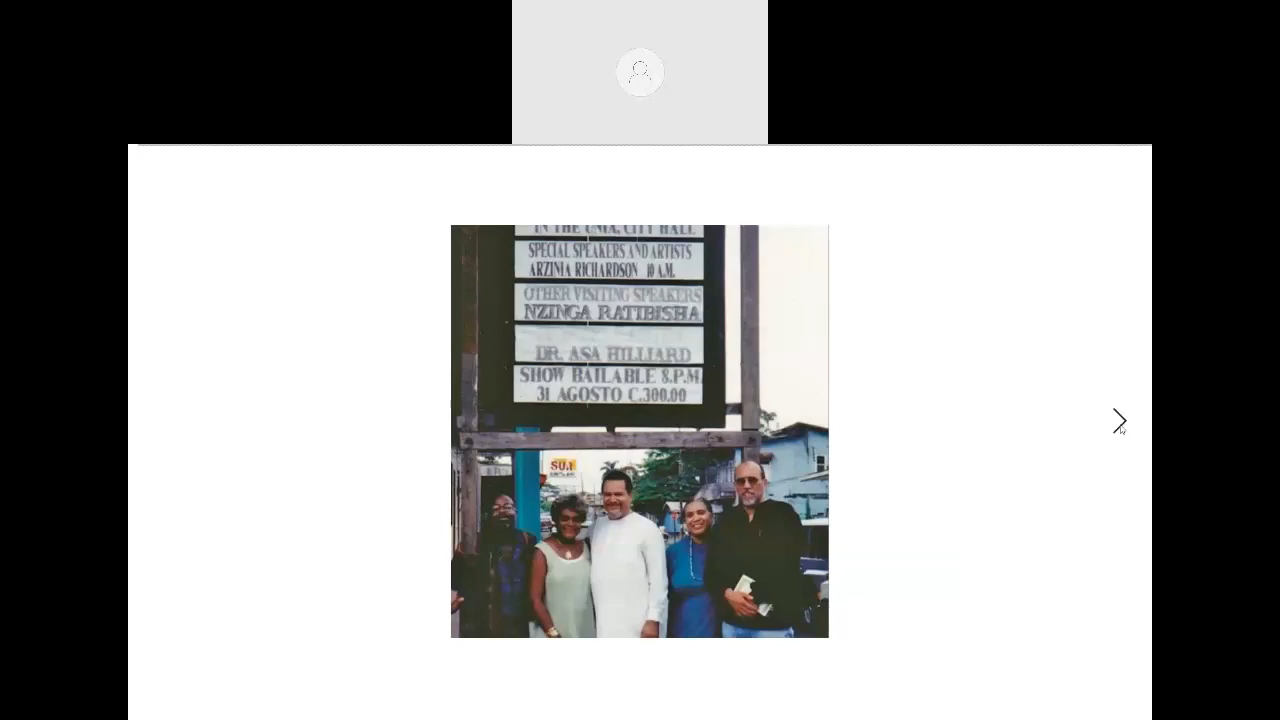 IN THE UNIA, CITY HALL
SPECIAL SPEAKERS AND ARTISTS
ARZINIA RICHARDSON 10 A.M.
OTHER VISITING SPEAKERS
NZINGA RATIBISHA
DR. ASA HILLIARD
SHOW BAILABLE 8.P.M.
31 AGOSTO C.300.00